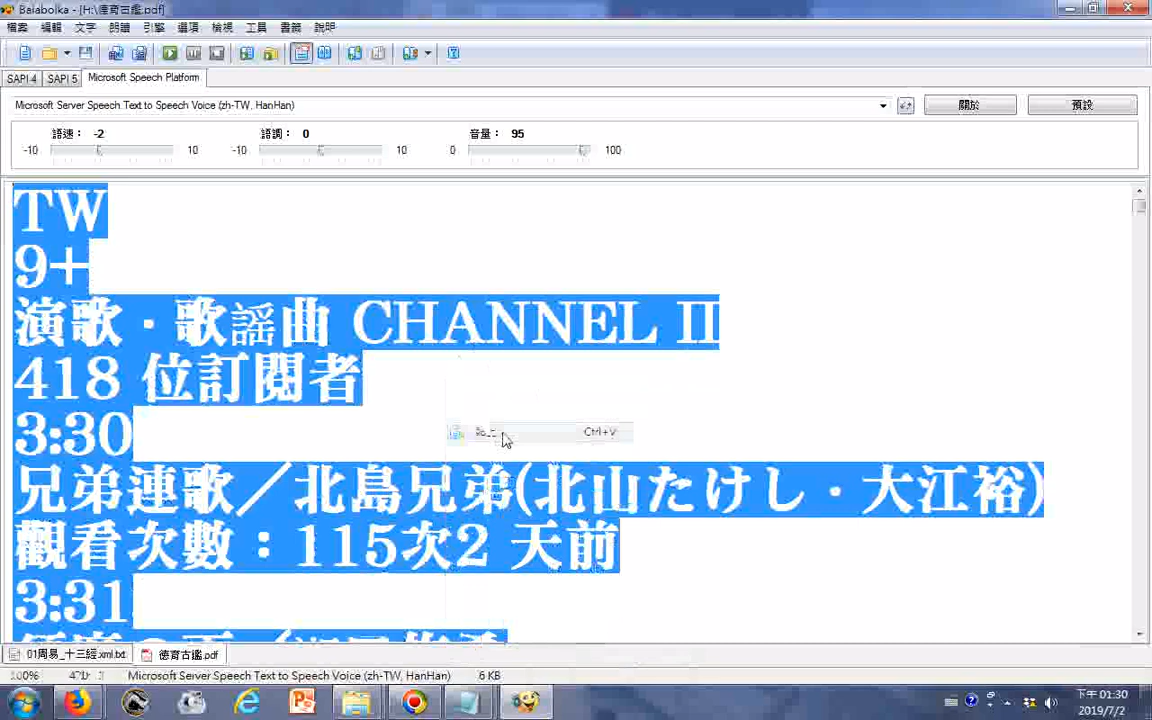 Balabolka - [H:\德育古鑑.pdf]
檔案 編輯 文字 朗讀 引擎 選項 檢視 工具 書籤 說明
SAPI 4 SAPI 5 Microsoft Speech Platform
Microsoft Server Speech Text to Speech Voice (zh-TW, HanHan) 關於 預設
語速： -2 語調： 0 音量： 95
-10 10 -10 10 0 100
TW
9+
演歌・歌謡曲 CHANNEL Ⅱ
418 位訂閱者
3:30
兄弟連歌／北島兄弟(北山たけし・大江裕)
Ctrl+V
觀看次數：115次2 天前
3:31
01周易_十三經.xml.txt 德育古鑑.pdf
100% Microsoft Server Speech Text to Speech Voice (zh-TW, HanHan) 6 KB
下午 01:30
2019/7/2